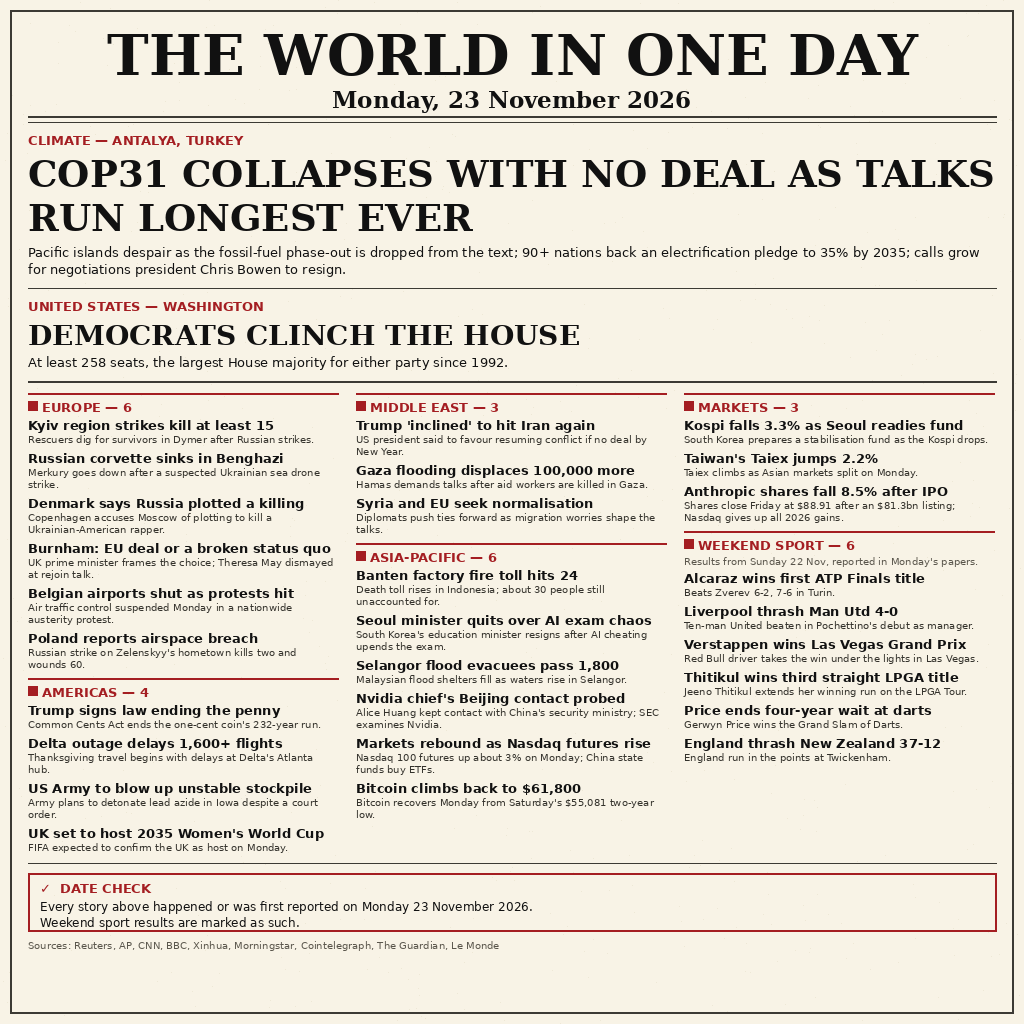 THE WORLD IN ONE DAY
Monday, 23 November 2026
CLIMATE — ANTALYA, TURKEY
COP31 COLLAPSES WITH NO DEAL AS TALKS
RUN LONGEST EVER
Pacific islands despair as the fossil-fuel phase-out is dropped from the text; 90+ nations back an electrification pledge to 35% by 2035; calls grow
for negotiations president Chris Bowen to resign.
UNITED STATES — WASHINGTON
DEMOCRATS CLINCH THE HOUSE
At least 258 seats, the largest House majority for either party since 1992.
EUROPE — 6
Kyiv region strikes kill at least 15
Rescuers dig for survivors in Dymer after Russian strikes.
Russian corvette sinks in Benghazi
Merkury goes down after a suspected Ukrainian sea drone
strike.
Denmark says Russia plotted a killing
Copenhagen accuses Moscow of plotting to kill a
Ukrainian-American rapper.
Burnham: EU deal or a broken status quo
UK prime minister frames the choice; Theresa May dismayed
at rejoin talk.
Belgian airports shut as protests hit
Air traffic control suspended Monday in a nationwide
austerity protest.
Poland reports airspace breach
Russian strike on Zelenskyy's hometown kills two and
wounds 60.
AMERICAS — 4
Trump signs law ending the penny
Common Cents Act ends the one-cent coin's 232-year run.
Delta outage delays 1,600+ flights
Thanksgiving travel begins with delays at Delta's Atlanta
hub.
US Army to blow up unstable stockpile
Army plans to detonate lead azide in Iowa despite a court
order.
UK set to host 2035 Women's World Cup
FIFA expected to confirm the UK as host on Monday.
MIDDLE EAST — 3
Trump 'inclined' to hit Iran again
US president said to favour resuming conflict if no deal by
New Year.
Gaza flooding displaces 100,000 more
Hamas demands talks after aid workers are killed in Gaza.
Syria and EU seek normalisation
Diplomats push ties forward as migration worries shape the
talks.
ASIA-PACIFIC — 6
Banten factory fire toll hits 24
Death toll rises in Indonesia; about 30 people still
unaccounted for.
Seoul minister quits over AI exam chaos
South Korea's education minister resigns after AI cheating
upends the exam.
Selangor flood evacuees pass 1,800
Malaysian flood shelters fill as waters rise in Selangor.
Nvidia chief's Beijing contact probed
Alice Huang kept contact with China's security ministry; SEC
examines Nvidia.
Markets rebound as Nasdaq futures rise
Nasdaq 100 futures up about 3% on Monday; China state
funds buy ETFs.
Bitcoin climbs back to $61,800
Bitcoin recovers Monday from Saturday's $55,081 two-year
low.
MARKETS — 3
Kospi falls 3.3% as Seoul readies fund
South Korea prepares a stabilisation fund as the Kospi drops.
Taiwan's Taiex jumps 2.2%
Taiex climbs as Asian markets split on Monday.
Anthropic shares fall 8.5% after IPO
Shares close Friday at $88.91 after an $81.3bn listing;
Nasdaq gives up all 2026 gains.
WEEKEND SPORT — 6
Results from Sunday 22 Nov, reported in Monday's papers.
Alcaraz wins first ATP Finals title
Beats Zverev 6-2, 7-6 in Turin.
Liverpool thrash Man Utd 4-0
Ten-man United beaten in Pochettino's debut as manager.
Verstappen wins Las Vegas Grand Prix
Red Bull driver takes the win under the lights in Las Vegas.
Thitikul wins third straight LPGA title
Jeeno Thitikul extends her winning run on the LPGA Tour.
Price ends four-year wait at darts
Gerwyn Price wins the Grand Slam of Darts.
England thrash New Zealand 37-12
England run in the points at Twickenham.
✓ DATE CHECK
Every story above happened or was first reported on Monday 23 November 2026.
Weekend sport results are marked as such.
Sources: Reuters, AP, CNN, BBC, Xinhua, Morningstar, Cointelegraph, The Guardian, Le Monde